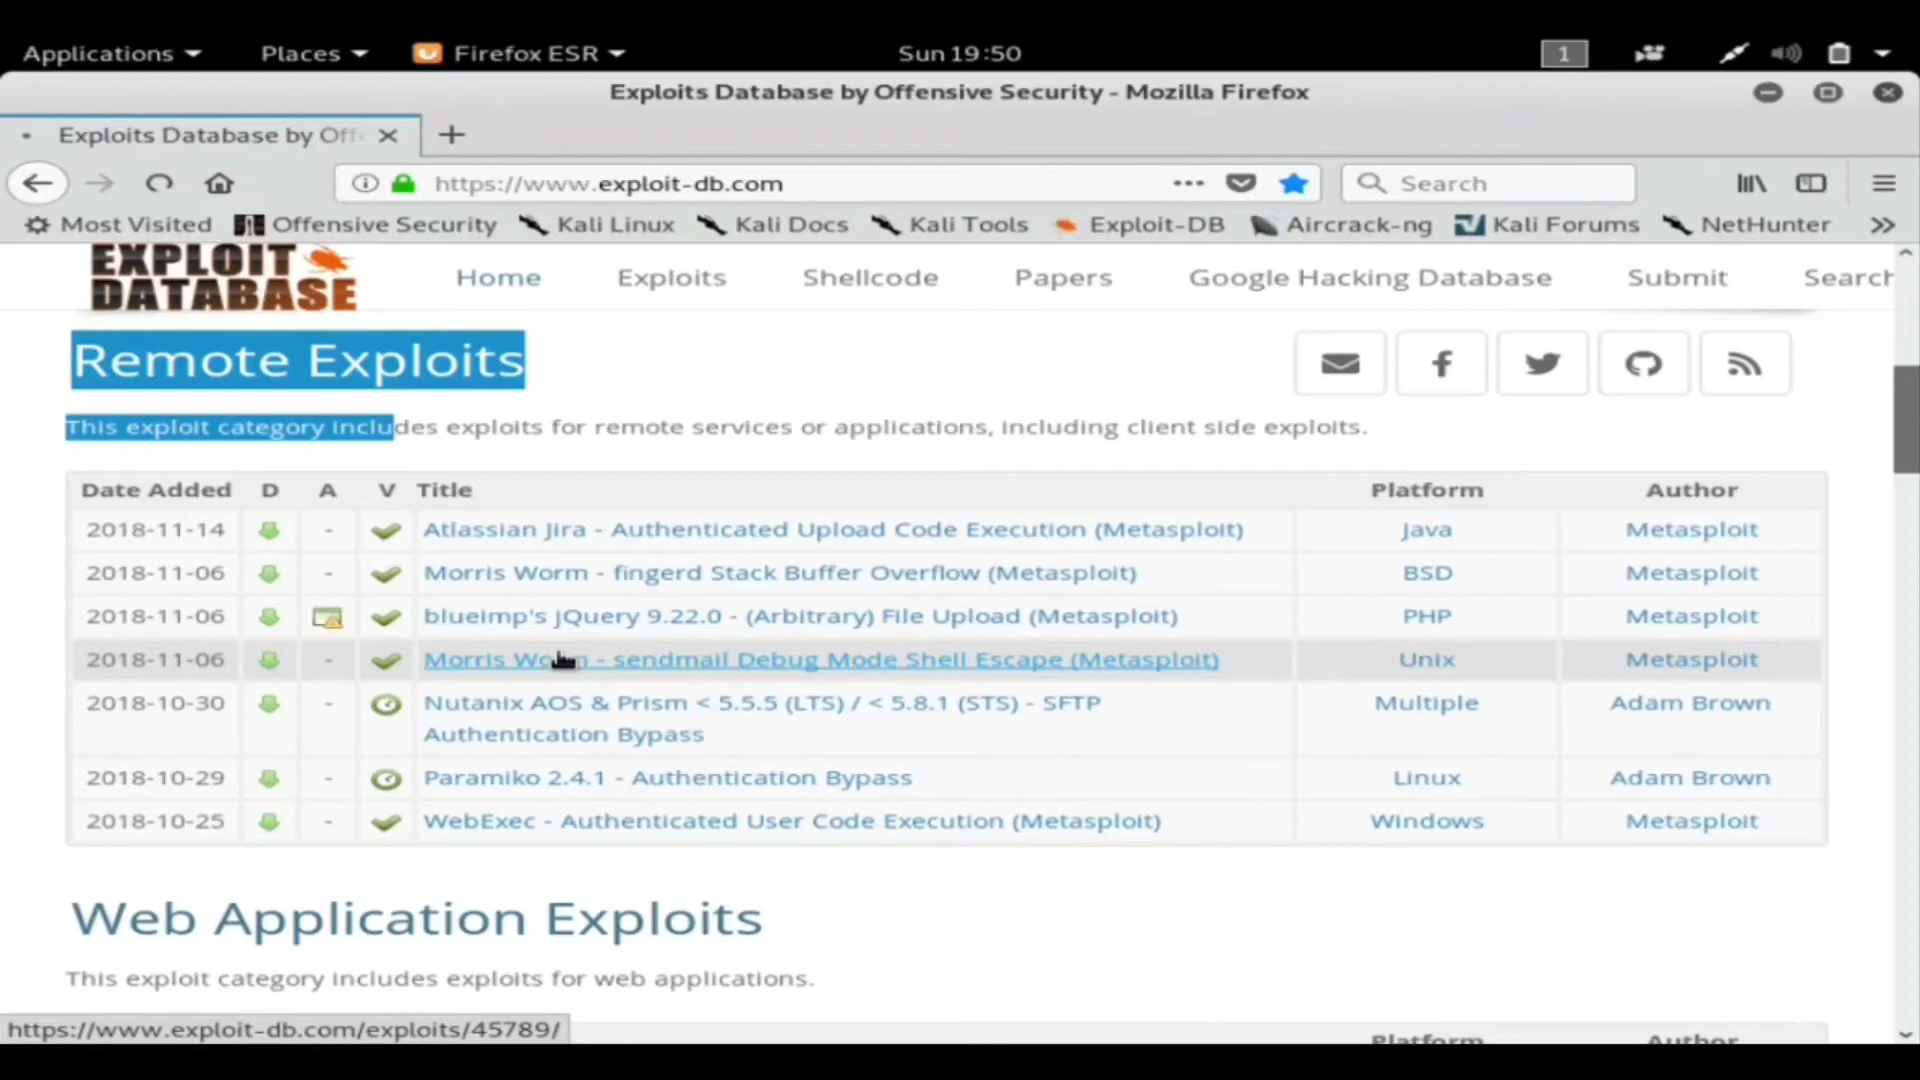 Applications Places Firefox ESR Sun 19:50 1
Exploits Database by Offensive Security - Mozilla Firefox
Exploits Database by Off
https://www.exploit-db.com Search
Most Visited Offensive Security Kali Linux Kali Docs Kali Tools Exploit-DB Aircrack-ng Kali Forums NetHunter
EXPLOIT DATABASE Home Exploits Shellcode Papers Google Hacking Database Submit Search
Remote Exploits
This exploit category includes exploits for remote services or applications, including client side exploits.
Date Added D A V Title Platform Author
2018-11-14 - Atlassian Jira - Authenticated Upload Code Execution (Metasploit) Java Metasploit
2018-11-06 - Morris Worm - fingerd Stack Buffer Overflow (Metasploit) BSD Metasploit
2018-11-06 blueimp's jQuery 9.22.0 - (Arbitrary) File Upload (Metasploit) PHP Metasploit
2018-11-06 - Morris Worm - sendmail Debug Mode Shell Escape (Metasploit) Unix Metasploit
2018-10-30 - Nutanix AOS & Prism < 5.5.5 (LTS) / < 5.8.1 (STS) - SFTP Multiple Adam Brown
Authentication Bypass
2018-10-29 - Paramiko 2.4.1 - Authentication Bypass Linux Adam Brown
2018-10-25 - WebExec - Authenticated User Code Execution (Metasploit) Windows Metasploit
Web Application Exploits
This exploit category includes exploits for web applications.
https://www.exploit-db.com/exploits/45789/
Platform Author